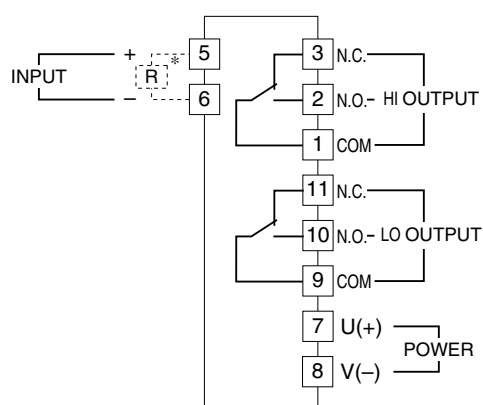 INPUT
+
–
R
*
5
6
3 N.C.
2 N.O. HI OUTPUT
1 COM
11 N.C.
10 N.O. LO OUTPUT
9 COM
7 U(+)
POWER
8 V(–)